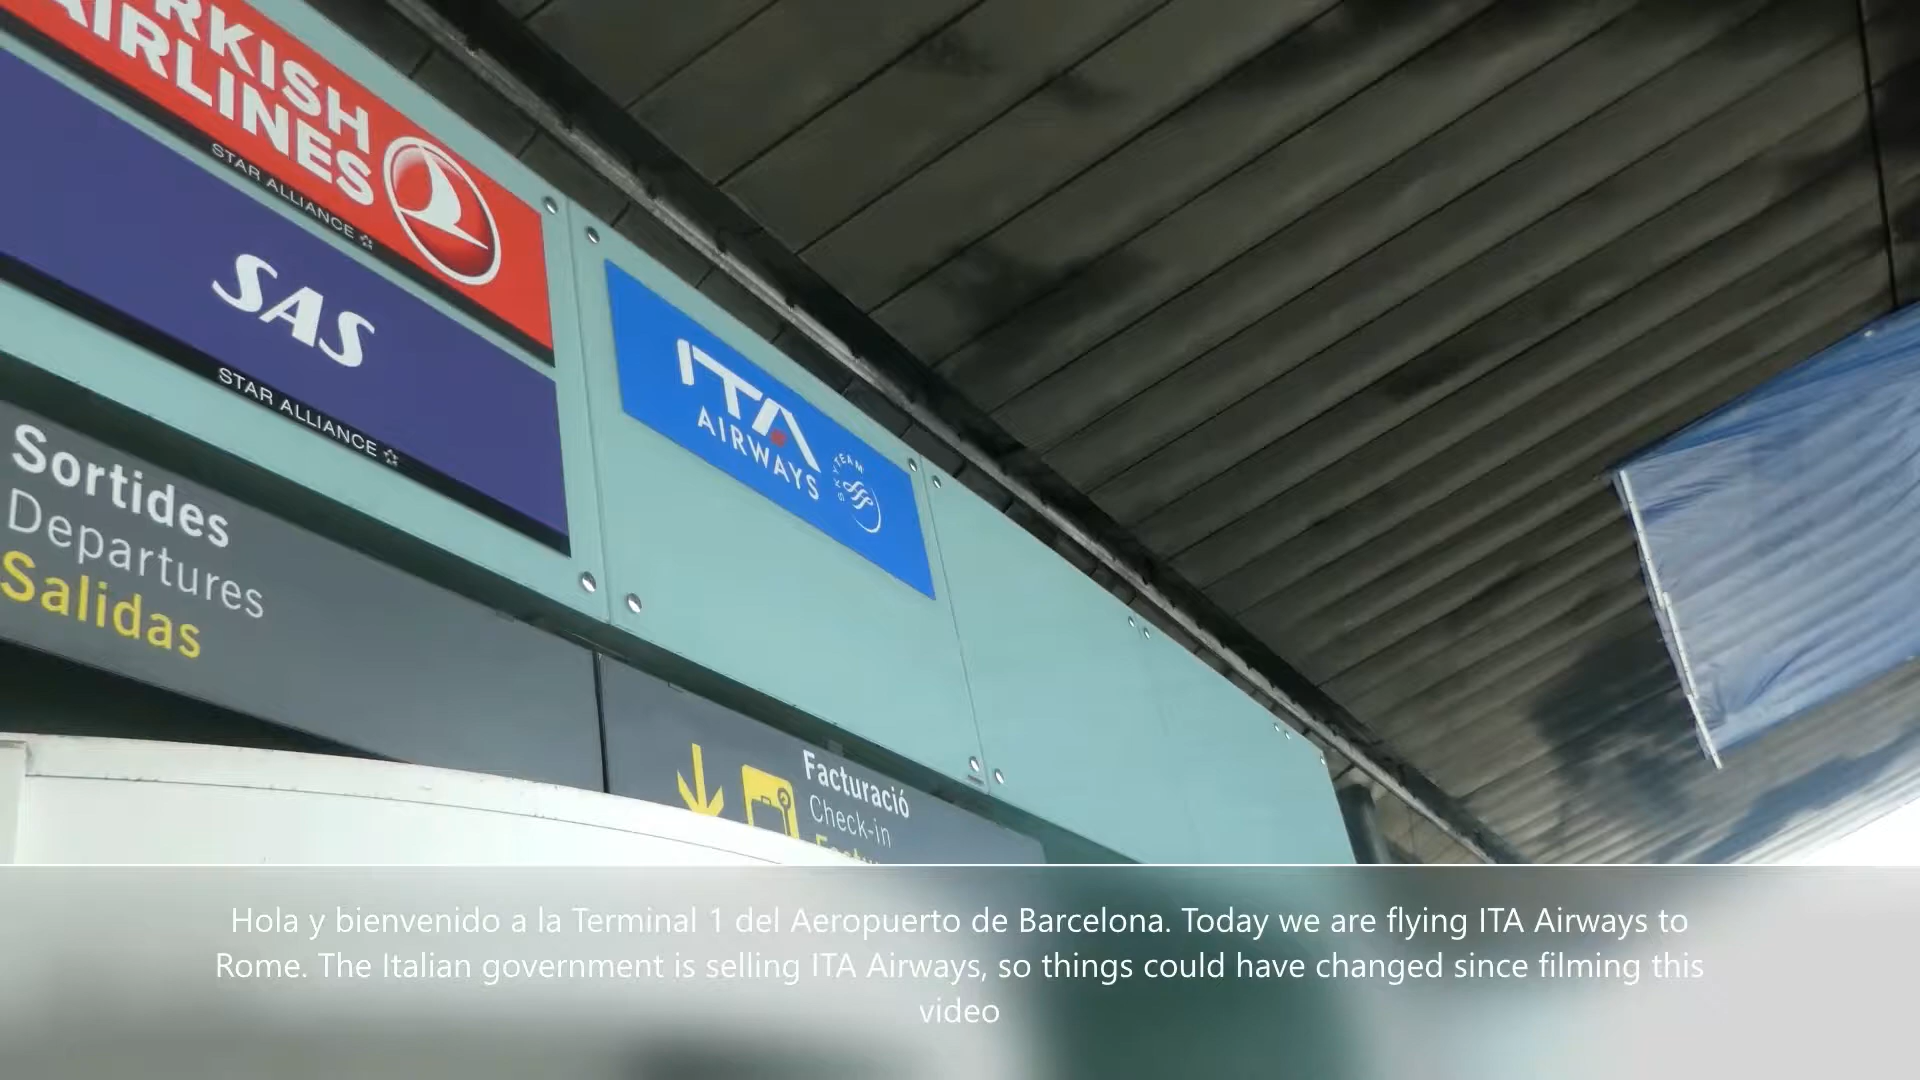 RKISH
AIRLINES
STAR ALLIANCE
SAS
STAR ALLIANCE
ITA
AIRWAYS
SKYTEAM
Sortides
Departures
Salidas
Facturació
Check-in
Hola y bienvenido a la Terminal 1 del Aeropuerto de Barcelona. Today we are flying ITA Airways to
Rome. The Italian government is selling ITA Airways, so things could have changed since filming this
video